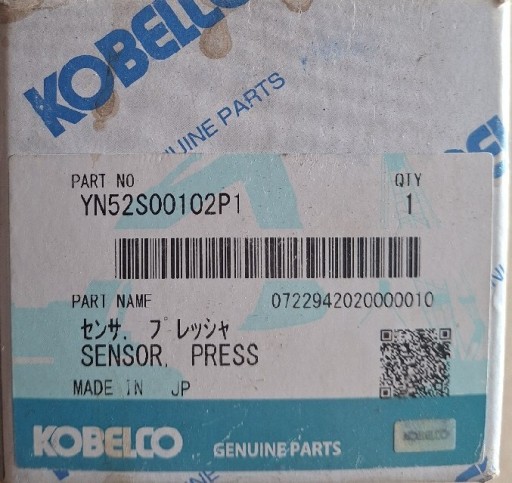 KOBELCO
GENUINE PARTS
PART NO
QTY
YN52S00102P1
1
PART NAME
0722942020000010
センサ, プレッシャ
SENSOR, PRESS
MADE IN JP
KOBELCO
GENUINE PARTS
KOBELCO